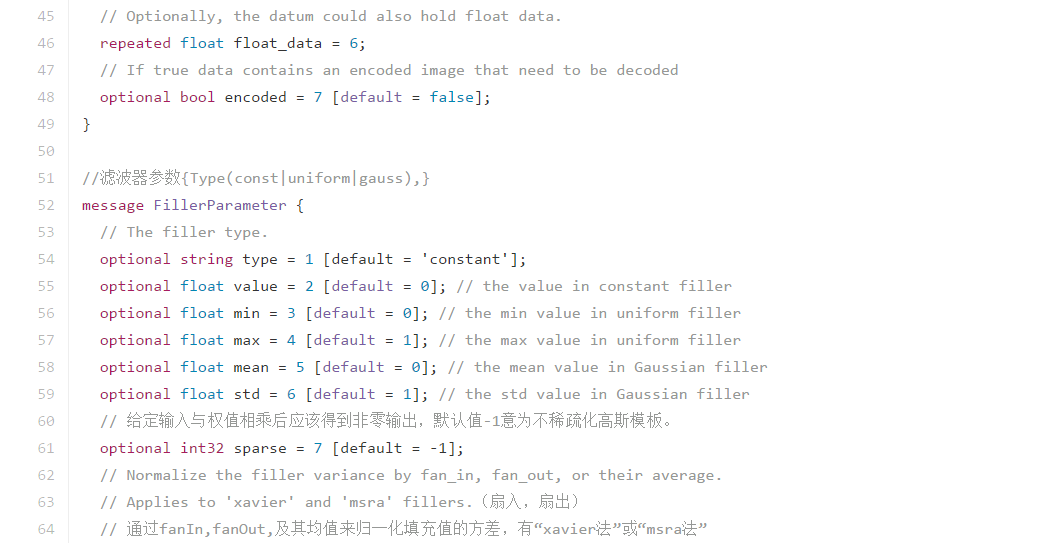 45 // Optionally, the datum could also hold float data.
46 repeated float float_data = 6;
47 // If true data contains an encoded image that need to be decoded
48 optional bool encoded = 7 [default = false];
49 }
50
51 //滤波器参数{Type(const|uniform|gauss),}
52 message FillerParameter {
53 // The filler type.
54 optional string type = 1 [default = 'constant'];
55 optional float value = 2 [default = 0]; // the value in constant filler
56 optional float min = 3 [default = 0]; // the min value in uniform filler
57 optional float max = 4 [default = 1]; // the max value in uniform filler
58 optional float mean = 5 [default = 0]; // the mean value in Gaussian filler
59 optional float std = 6 [default = 1]; // the std value in Gaussian filler
60 // 给定输入与权值相乘后应该得到非零输出，默认值-1意为不稀疏化高斯模板。
61 optional int32 sparse = 7 [default = -1];
62 // Normalize the filler variance by fan_in, fan_out, or their average.
63 // Applies to 'xavier' and 'msra' fillers.（扇入，扇出）
64 // 通过fanIn,fanOut,及其均值来归一化填充值的方差，有“xavier法”或“msra法”